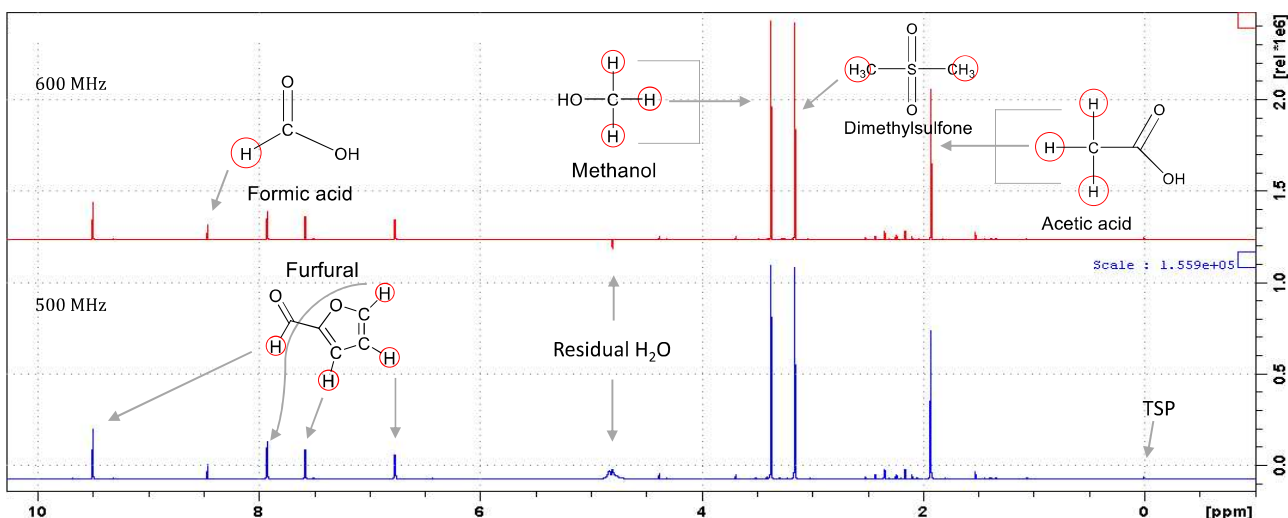 600 MHz
O
H
OH
Formic acid
H
HO
C
H
H
Methanol
O
H3C
S
CH3
O
Dimethylsulfone
H
H
C
O
H
OH
Acetic acid
[rel *1e6]
2.0
1.5
1.0
0.5
0.0
Scale : 1.559e+05
500 MHz
Furfural
O
O
H
H
C
C
C
H
H
Residual H2O
TSP
10
8
6
4
2
0
[ppm]